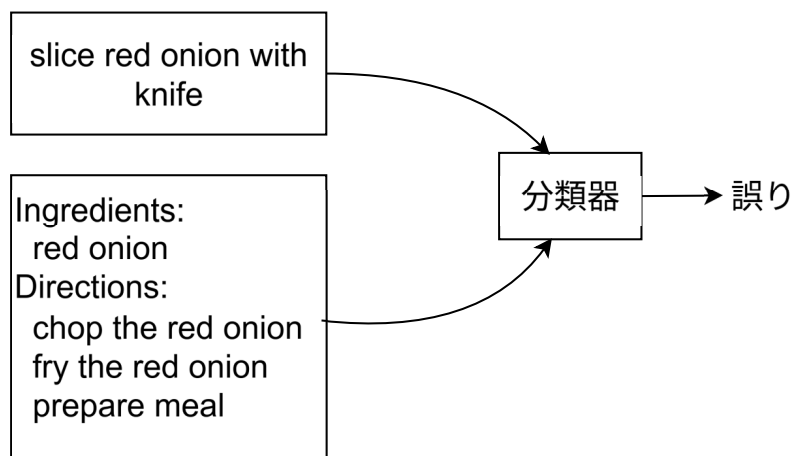 slice red onion with
knife
Ingredients:
red onion
Directions:
chop the red onion
fry the red onion
prepare meal
分類器
誤り